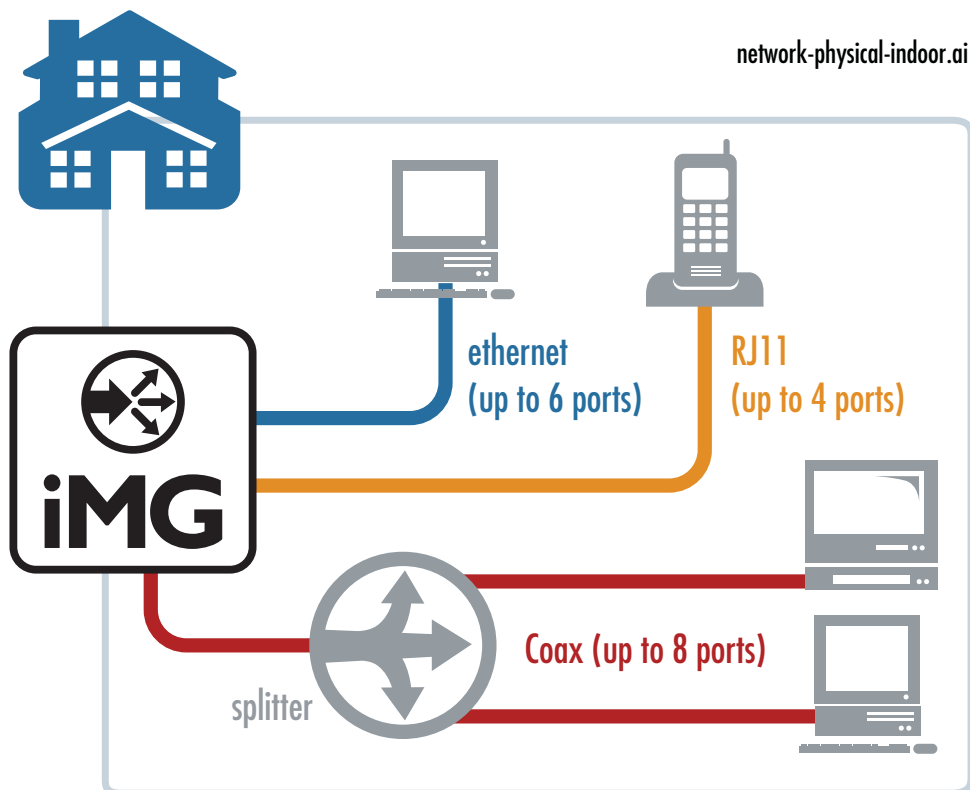 network-physical-indoor.ai
ethernet
(up to 6 ports)
RJ11
(up to 4 ports)
iMG
Coax (up to 8 ports)
splitter